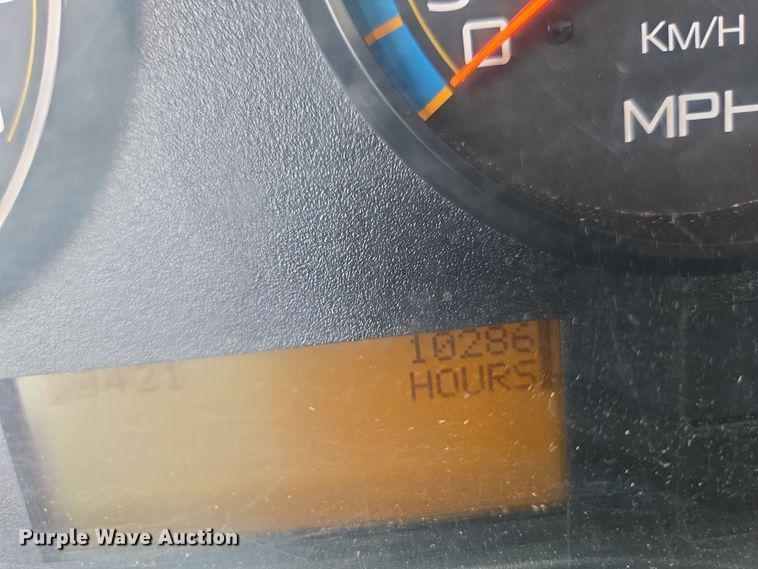 0
KM/H
MPH
10286
HOURS
Purple Wave Auction